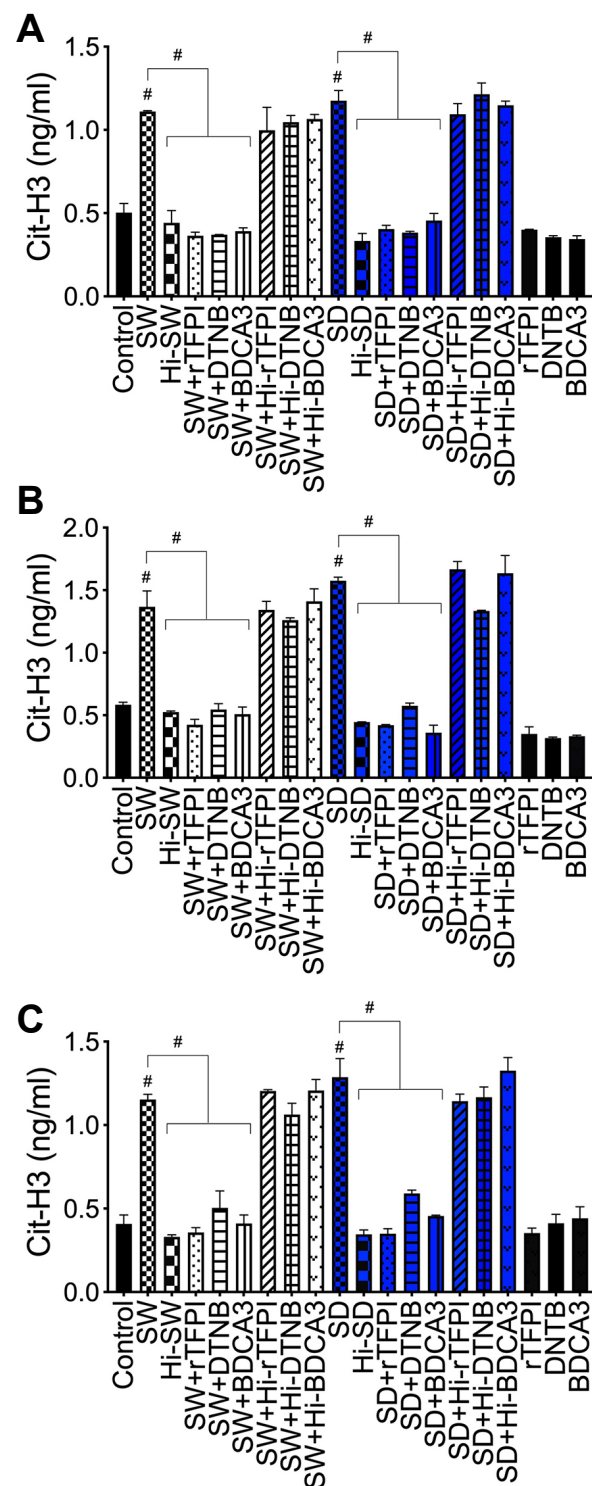 A
#
#
1.5
#
#
1.0
0.5
0.0
Cit-H3 (ng/ml)
Control
SW
Hi-SW
SW+rTFPI
SW+DTNB
SW+BDCA3
SW+Hi-rTFPI
SW+Hi-DTNB
SW+Hi-BDCA3
SD
Hi-SD
SD+rTFPI
SD+DTNB
SD+BDCA3
SD+Hi-rTFPI
SD+Hi-DTNB
SD+Hi-BDCA3
rTFPI
DNTB
BDCA3
B
#
#
2.0
#
#
1.5
1.0
0.5
0.0
Cit-H3 (ng/ml)
Control
SW
Hi-SW
SW+rTFPI
SW+DTNB
SW+BDCA3
SW+Hi-rTFPI
SW+Hi-DTNB
SW+Hi-BDCA3
SD
Hi-SD
SD+rTFPI
SD+DTNB
SD+BDCA3
SD+Hi-rTFPI
SD+Hi-DTNB
SD+Hi-BDCA3
rTFPI
DNTB
BDCA3
C
#
#
1.5
#
#
1.0
0.5
0.0
Cit-H3 (ng/ml)
Control
SW
Hi-SW
SW+rTFPI
SW+DTNB
SW+BDCA3
SW+Hi-rTFPI
SW+Hi-DTNB
SW+Hi-BDCA3
SD
Hi-SD
SD+rTFPI
SD+DTNB
SD+BDCA3
SD+Hi-rTFPI
SD+Hi-DTNB
SD+Hi-BDCA3
rTFPI
DNTB
BDCA3